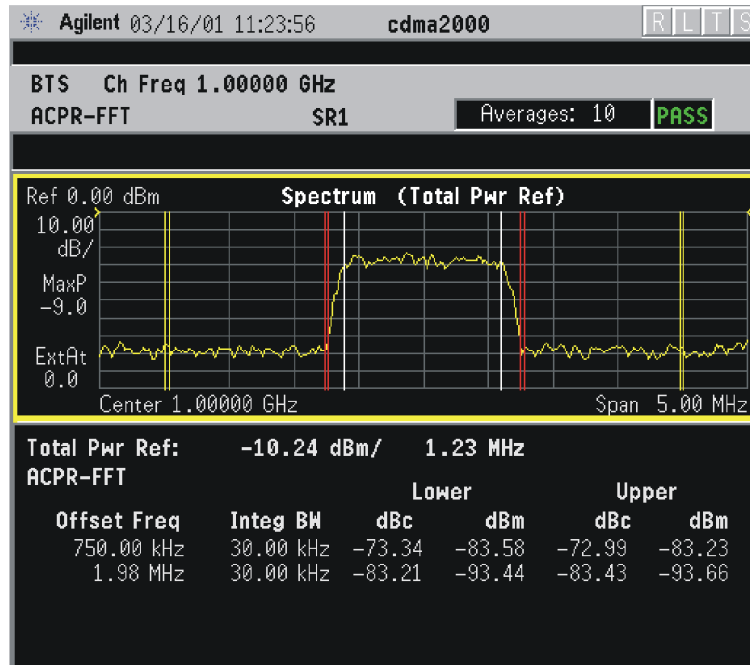 Agilent 03/16/01 11:23:56 cdma2000 R L T S
BTS Ch Freq 1.00000 GHz
ACPR-FFT SR1 Averages: 10 PASS
Ref 0.00 dBm Spectrum (Total Pwr Ref)
10.00
dB/
MaxP
-9.0
ExtAt
0.0
Center 1.00000 GHz Span 5.00 MHz
Total Pwr Ref: -10.24 dBm/ 1.23 MHz
ACPR-FFT
Lower Upper
Offset Freq Integ BW dBc dBm dBc dBm
750.00 kHz 30.00 kHz -73.34 -83.58 -72.99 -83.23
1.98 MHz 30.00 kHz -83.21 -93.44 -83.43 -93.66